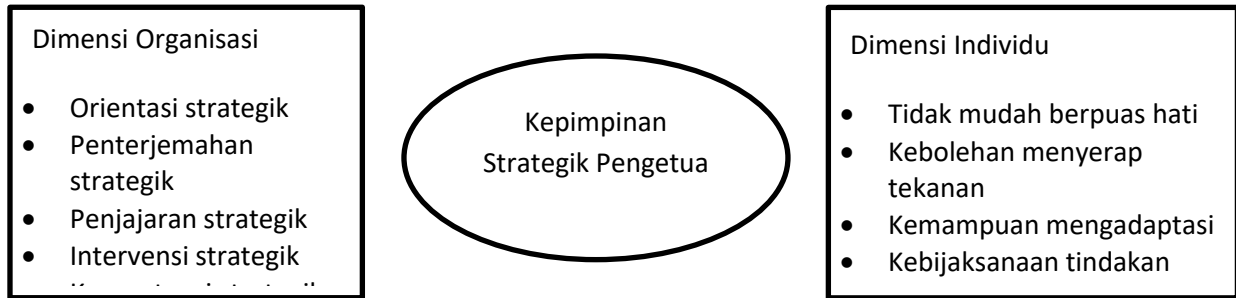 Dimensi Organisasi
• Orientasi strategik
• Penterjemahan
strategik
• Penjajaran strategik
• Intervensi strategik
Kepimpinan
Strategik Pengetua
Dimensi Individu
• Tidak mudah berpuas hati
• Kebolehan menyerap
tekanan
• Kemampuan mengadaptasi
• Kebijaksanaan tindakan